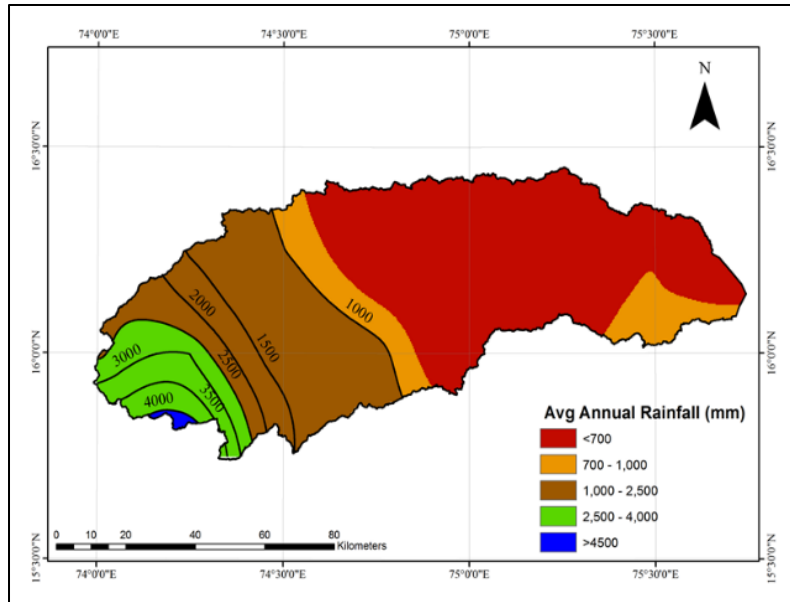 74°0'0"E 74°30'0"E 75°0'0"E 75°30'0"E
N
16°30'0"N 16°30'0"N
1000
2000
1500
2500
3000
3500
4000
16°0'0"N 16°0'0"N
Avg Annual Rainfall (mm)
<700
700 - 1,000
1,000 - 2,500
2,500 - 4,000
>4500
0 10 20 40 60 80
Kilometers
15°30'0"N 15°30'0"N
74°0'0"E 74°30'0"E 75°0'0"E 75°30'0"E